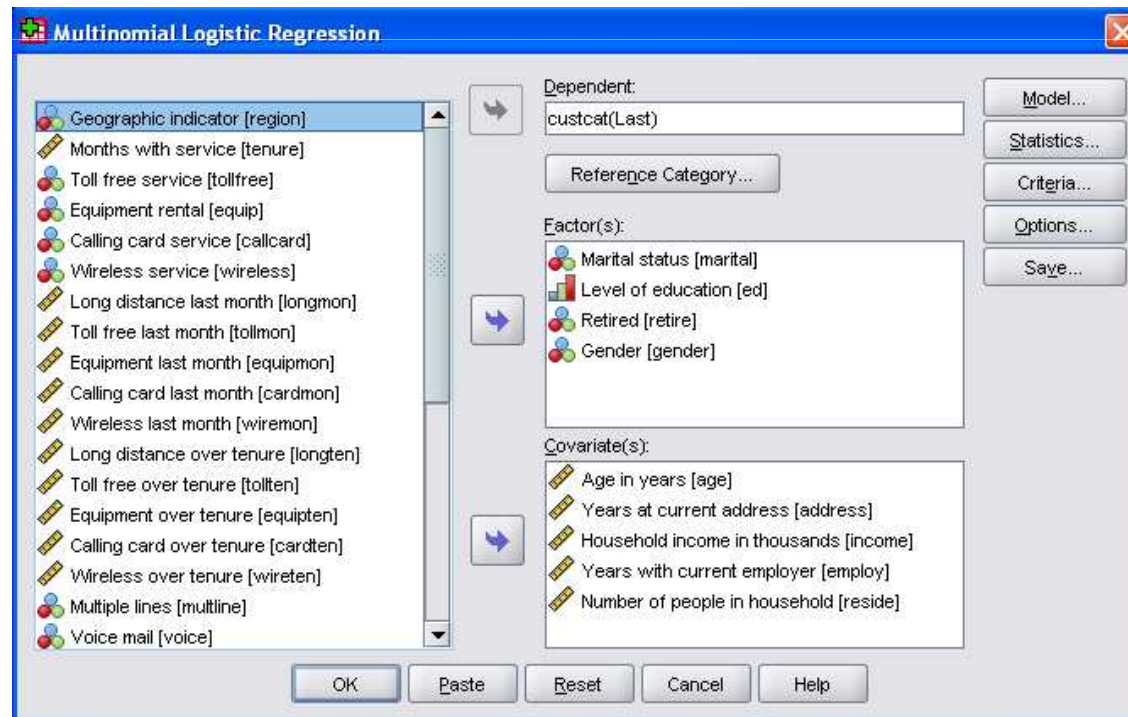 Multinomial Logistic Regression
Geographic indicator [region]
Months with service [tenure]
Toll free service [tollfree]
Equipment rental [equip]
Calling card service [callcard]
Wireless service [wireless]
Long distance last month [longmon]
Toll free last month [tollmon]
Equipment last month [equipmon]
Calling card last month [cardmon]
Wireless last month [wiremon]
Long distance over tenure [longten]
Toll free over tenure [tollten]
Equipment over tenure [equipten]
Calling card over tenure [cardten]
Wireless over tenure [wireten]
Multiple lines [multline]
Voice mail [voice]
Dependent:
custcat(Last)
Reference Category...
Factor(s):
Marital status [marital]
Level of education [ed]
Retired [retire]
Gender [gender]
Covariate(s):
Age in years [age]
Years at current address [address]
Household income in thousands [income]
Years with current employer [employ]
Number of people in household [reside]
Model...
Statistics...
Criteria...
Options...
Save...
OK Paste Reset Cancel Help